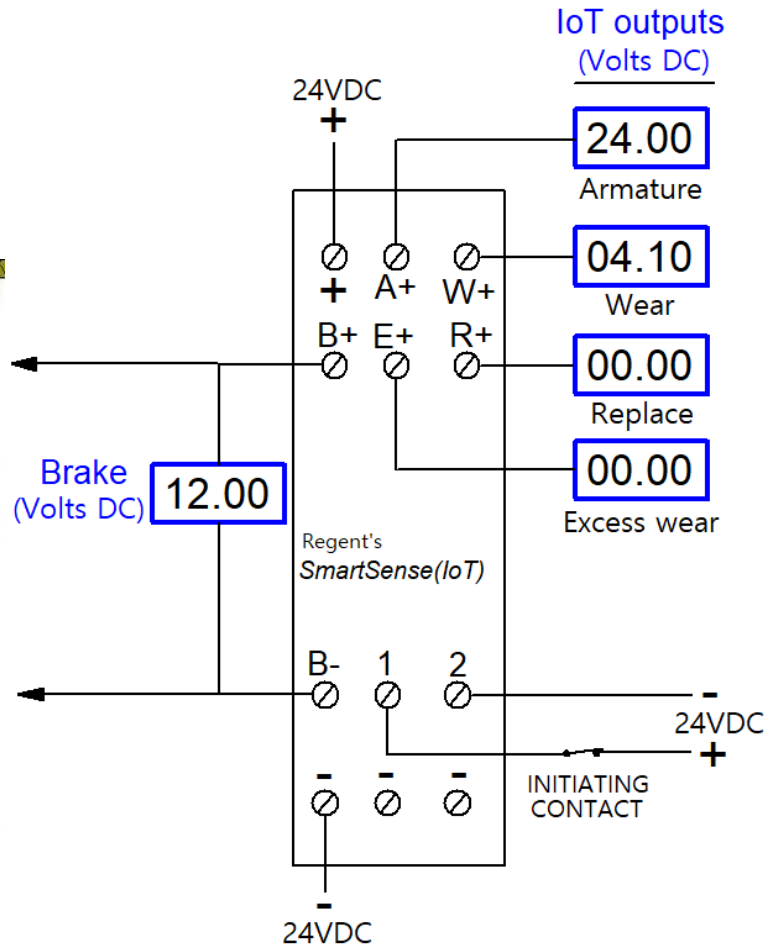 IoT outputs
(Volts DC)
24VDC
+
24.00
Armature
+ A+ W+
04.10
Wear
B+ E+ R+
00.00
Replace
00.00
Excess wear
Brake
(Volts DC)
12.00
Regent's
SmartSense(IoT)
B- 1 2
-
24VDC
+
INITIATING
CONTACT
- - -
-
24VDC